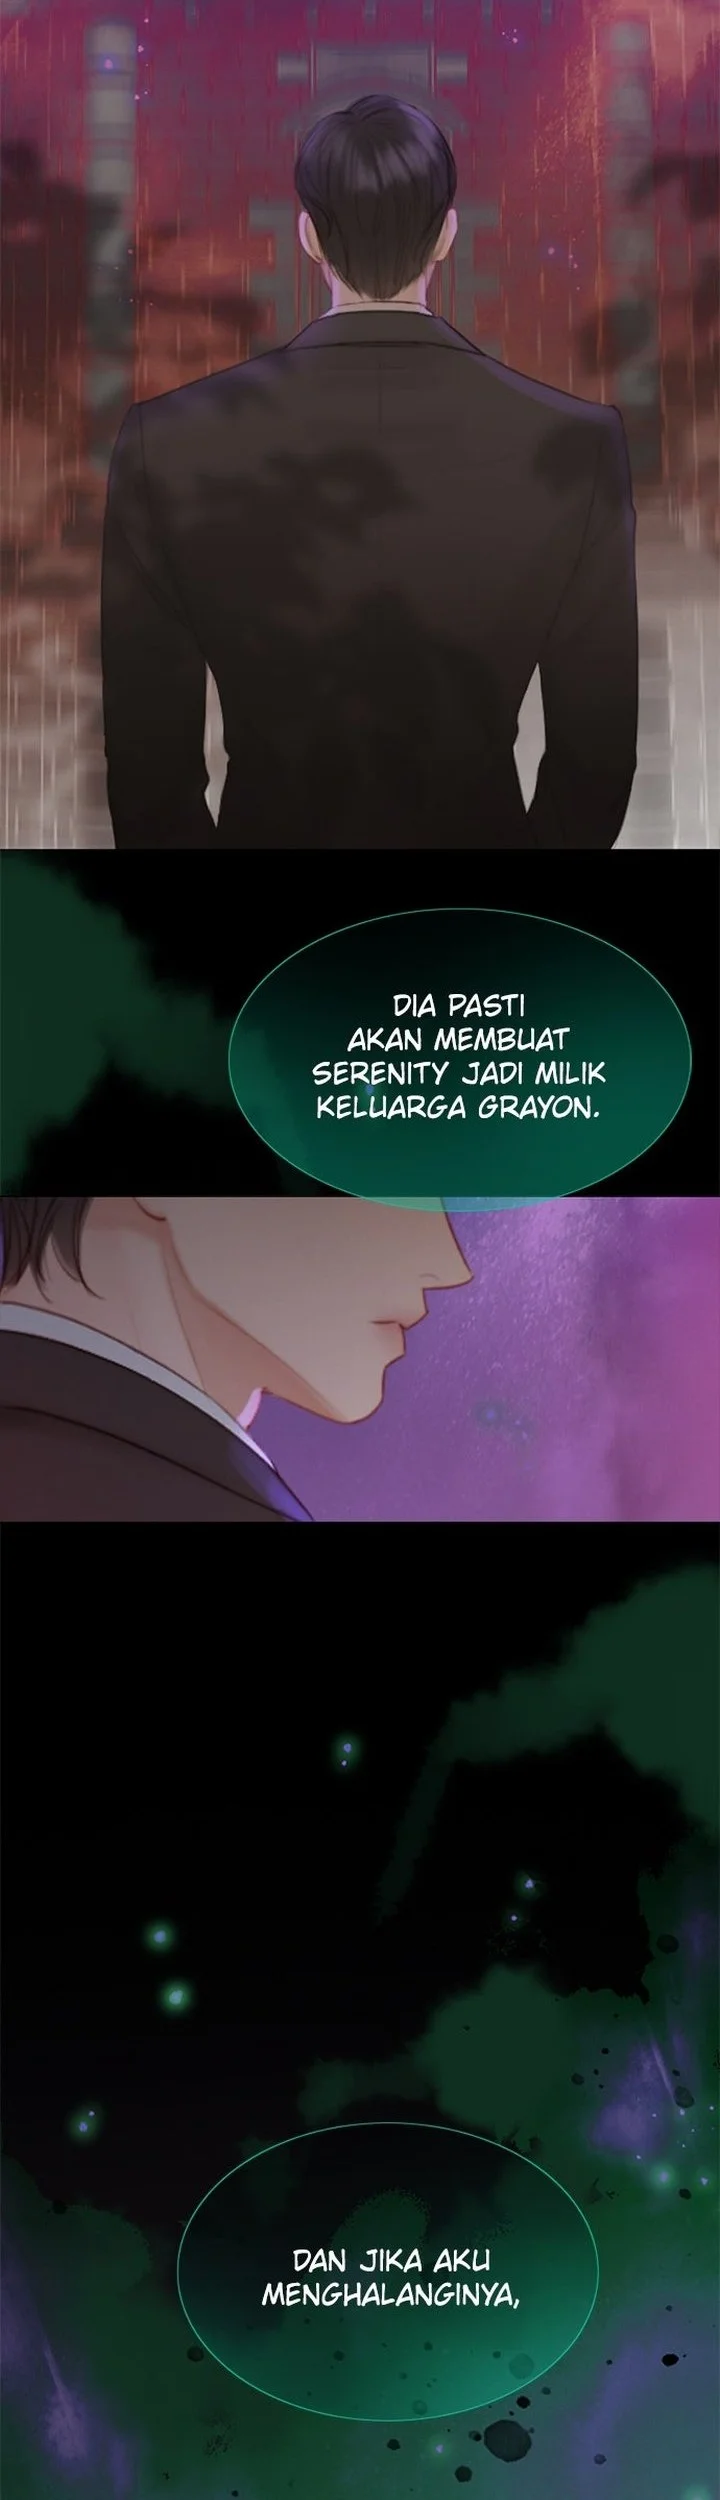 DIA PASTI
AKAN MEMBUAT
SERENITY JADI MILIK
KELUARGA GRAYON.
DAN JIKA AKU
MENGHALANGINYA,